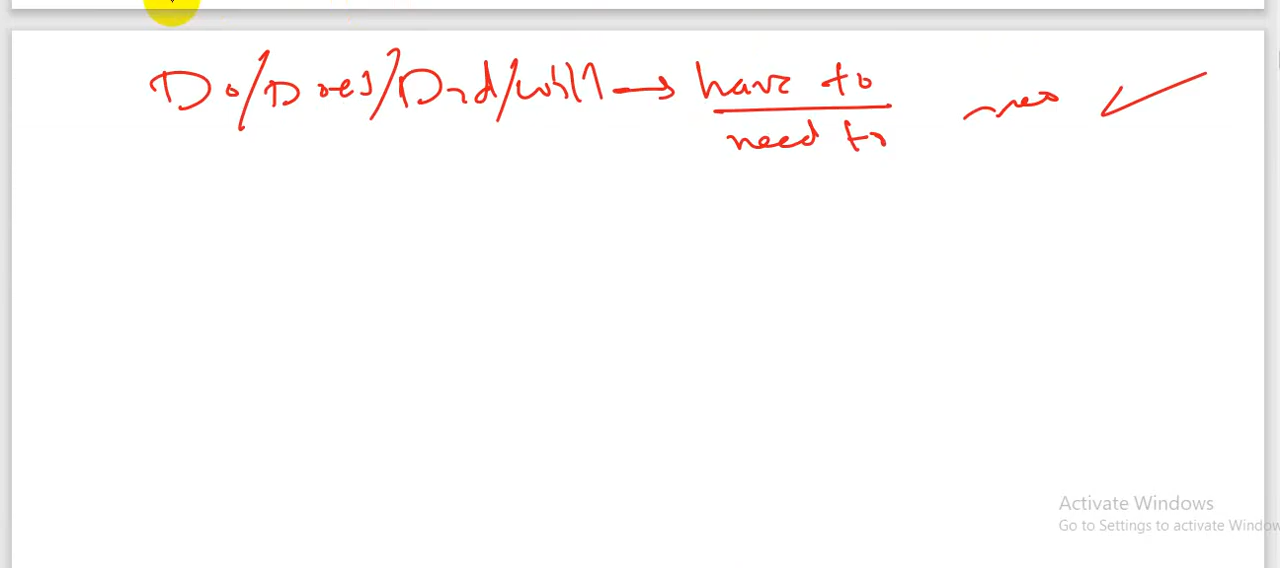 Do/Does/Did/will → have to
need to
Activate Windows
Go to Settings to activate Window